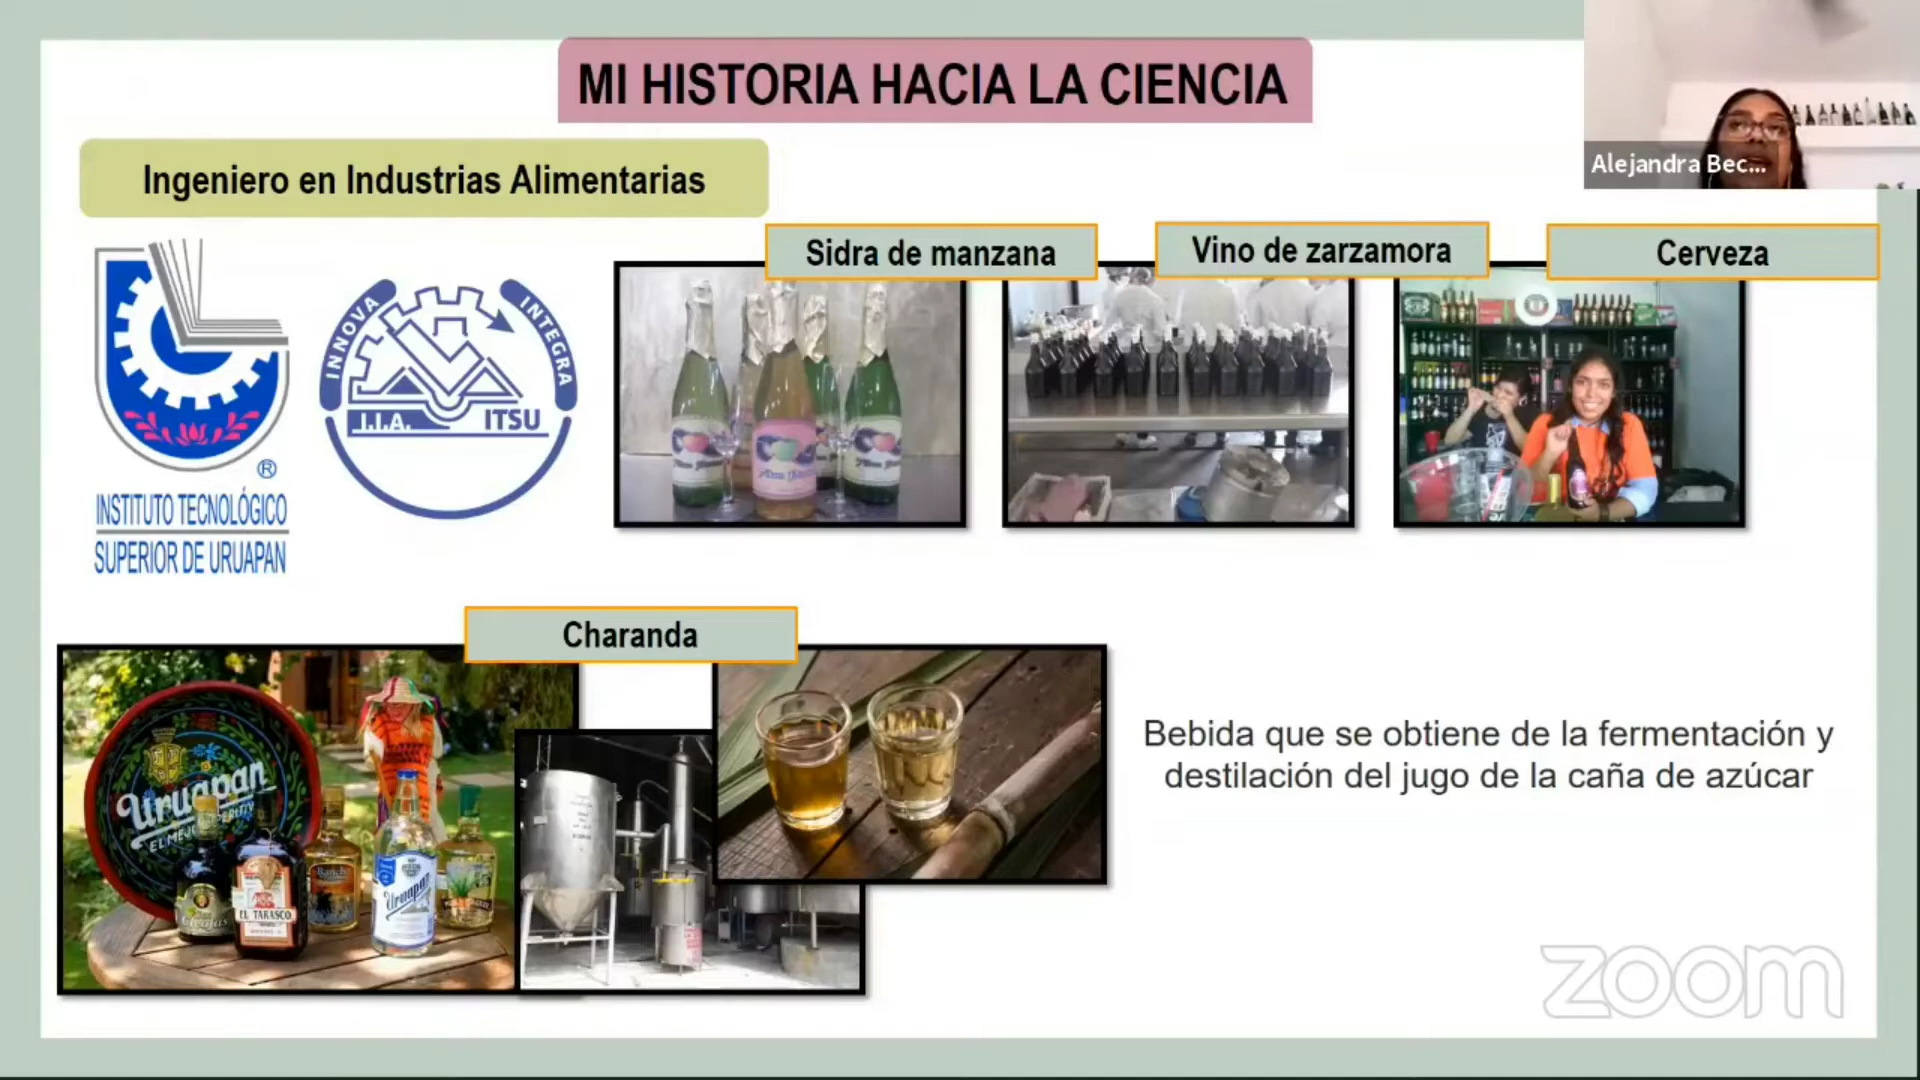 MI HISTORIA HACIA LA CIENCIA
Alejandra Bec...
Ingeniero en Industrias Alimentarias
Sidra de manzana
Vino de zarzamora
Cerveza
INNOVA
INTEGRA
I.I.A.
ITSU
®
INSTITUTO TECNOLÓGICO
SUPERIOR DE URUAPAN
Charanda
Uruapan
EL TARASCO
Uruapan
Bebida que se obtiene de la fermentación y
destilación del jugo de la caña de azúcar
zoom